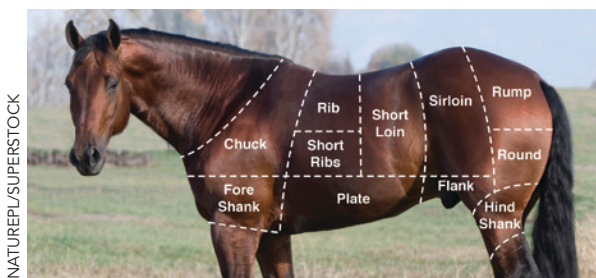 NATUREPL/SUPERSTOCK
Rib
Short
Loin
Sirloin
Rump
Chuck
Short
Ribs
Round
Fore
Shank
Plate
Flank
Hind
Shank